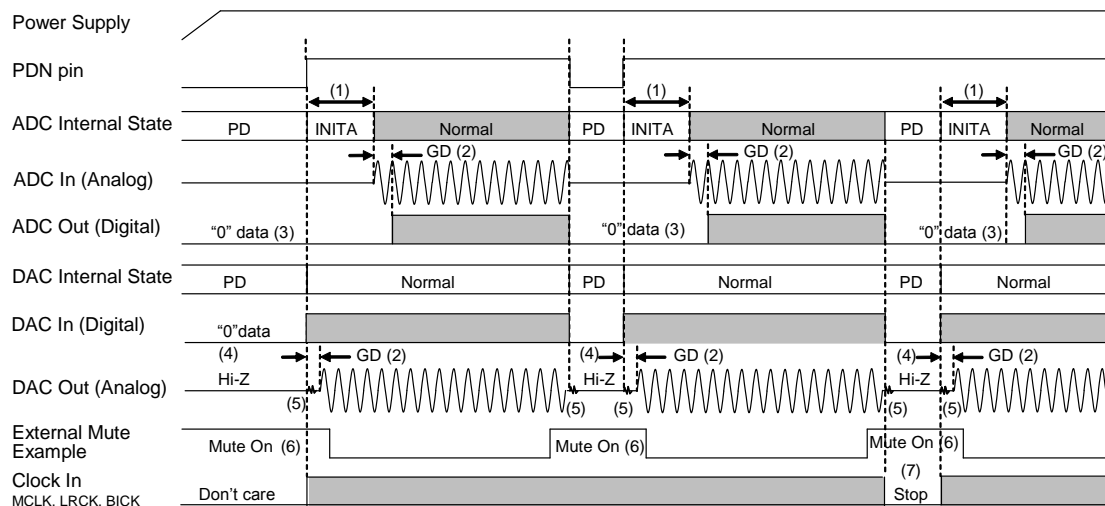 Power Supply
PDN pin
(1) (1) (1)
ADC Internal State PD INITA Normal PD INITA Normal PD INITA Normal
GD (2) GD (2) GD (2)
ADC In (Analog)
ADC Out (Digital) “0” data (3) “0” data (3) “0” data (3)
DAC Internal State PD Normal PD Normal PD Normal
DAC In (Digital) “0”data
(4) GD (2) (4) GD (2) (4) GD (2)
DAC Out (Analog) Hi-Z Hi-Z Hi-Z
(5) (5) (5) (5) (5)
External Mute
Example Mute On (6) Mute On (6) Mute On (6)
Clock In (7)
MCLK, LRCK, BICK Don’t care Stop